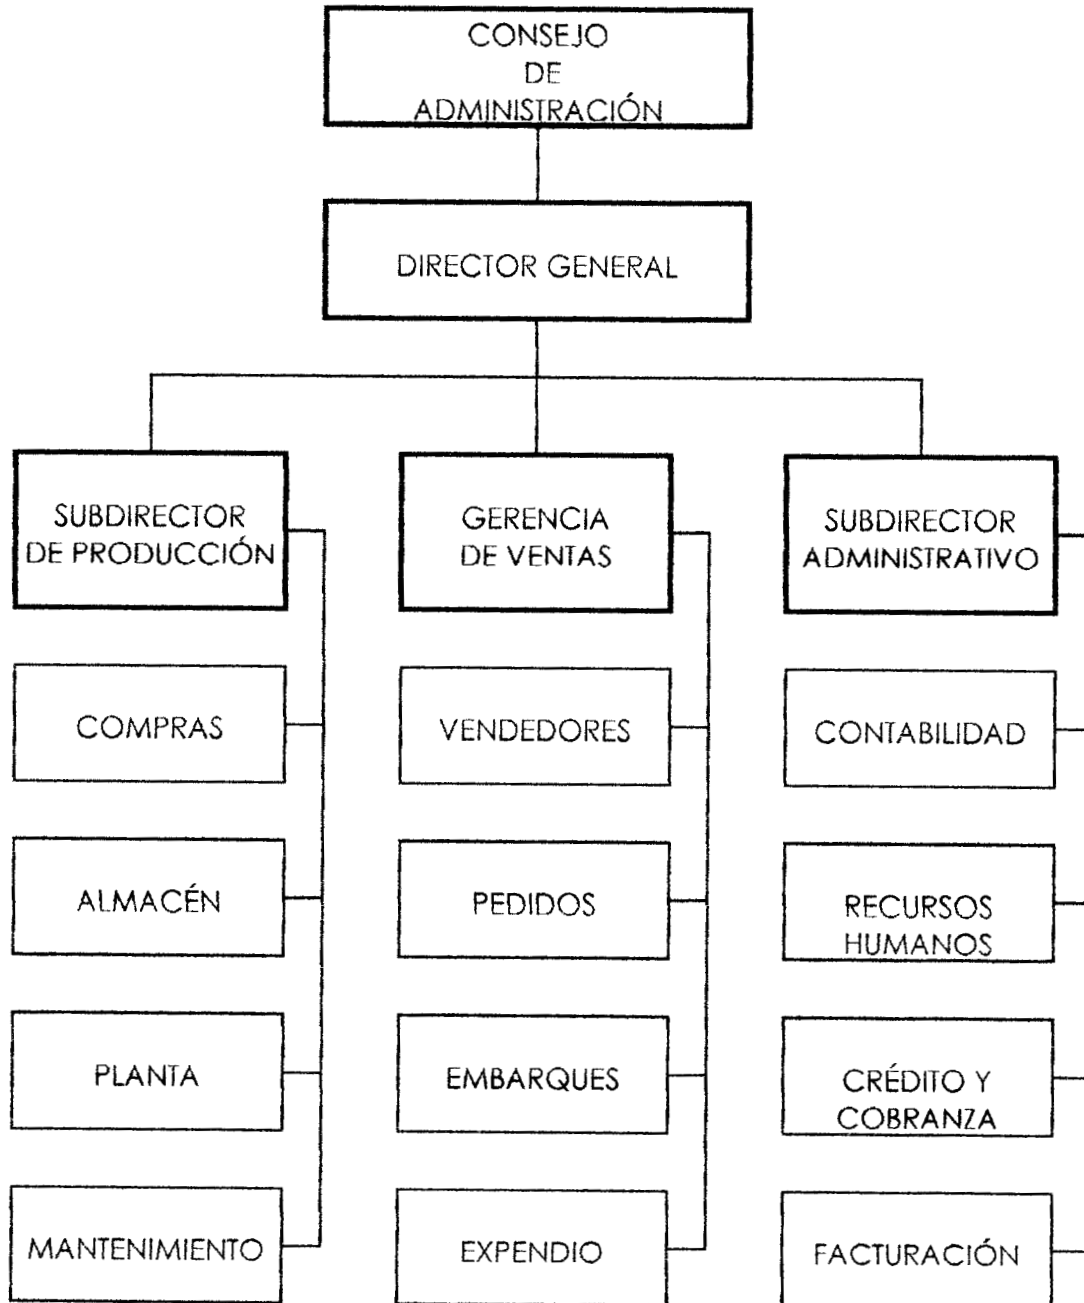 CONSEJO
DE
ADMINISTRACIÓN
DIRECTOR GENERAL
SUBDIRECTOR
DE PRODUCCIÓN
GERENCIA
DE VENTAS
SUBDIRECTOR
ADMINISTRATIVO
COMPRAS
VENDEDORES
CONTABILIDAD
ALMACÉN
PEDIDOS
RECURSOS
HUMANOS
PLANTA
EMBARQUES
CRÉDITO Y
COBRANZA
MANTENIMIENTO
EXPENDIO
FACTURACIÓN